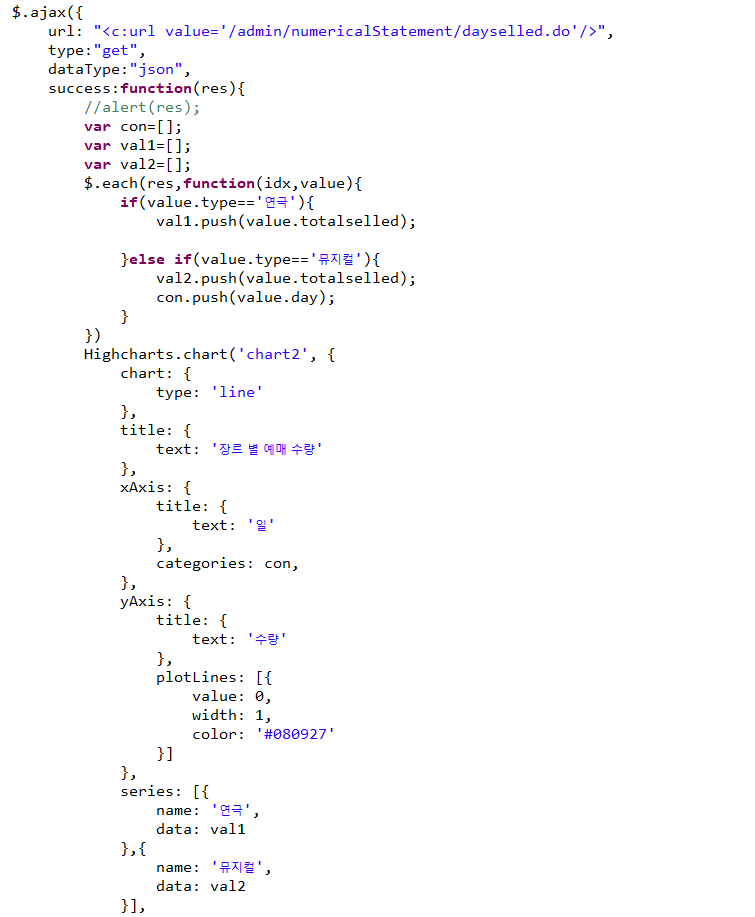 $.ajax({
    url: "<c:url value='/admin/numericalStatement/dayselled.do'/>",
    type:"get",
    dataType:"json",
    success:function(res){
        //alert(res);
        var con=[];
        var val1=[];
        var val2=[];
        $.each(res,function(idx,value){
            if(value.type=='연극'){
                val1.push(value.totalselled);

            }else if(value.type=='뮤지컬'){
                val2.push(value.totalselled);
                con.push(value.day);
            }
        })
        Highcharts.chart('chart2', {
            chart: {
                type: 'line'
            },
            title: {
                text: '장르 별 예매 수량'
            },
            xAxis: {
                title: {
                    text: '일'
                },
                categories: con,
            },
            yAxis: {
                title: {
                    text: '수량'
                },
                plotLines: [{
                    value: 0,
                    width: 1,
                    color: '#080927'
                }]
            },
            series: [{
                name: '연극',
                data: val1
            },{
                name: '뮤지컬',
                data: val2
            }],